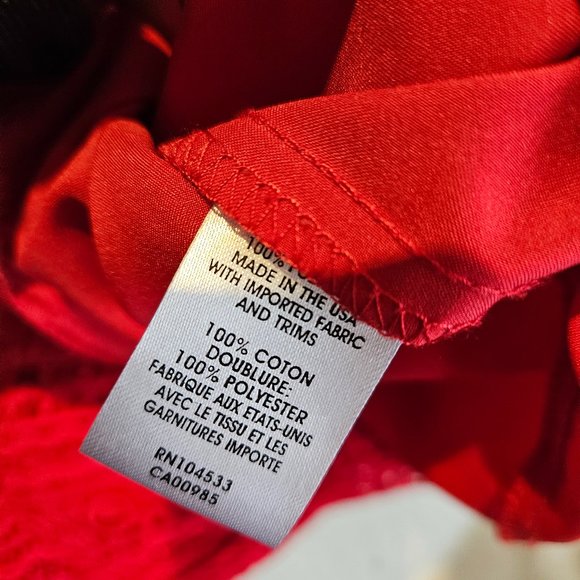 100%
MADE IN THE USA
WITH IMPORTED FABRIC
AND TRIMS
100% COTON
DOUBLURE:
100% POLYESTER
FABRIQUE AUX ETATS-UNIS
AVEC LE TISSU ET LES
GARNITURES IMPORTE
RN104533
CA00985